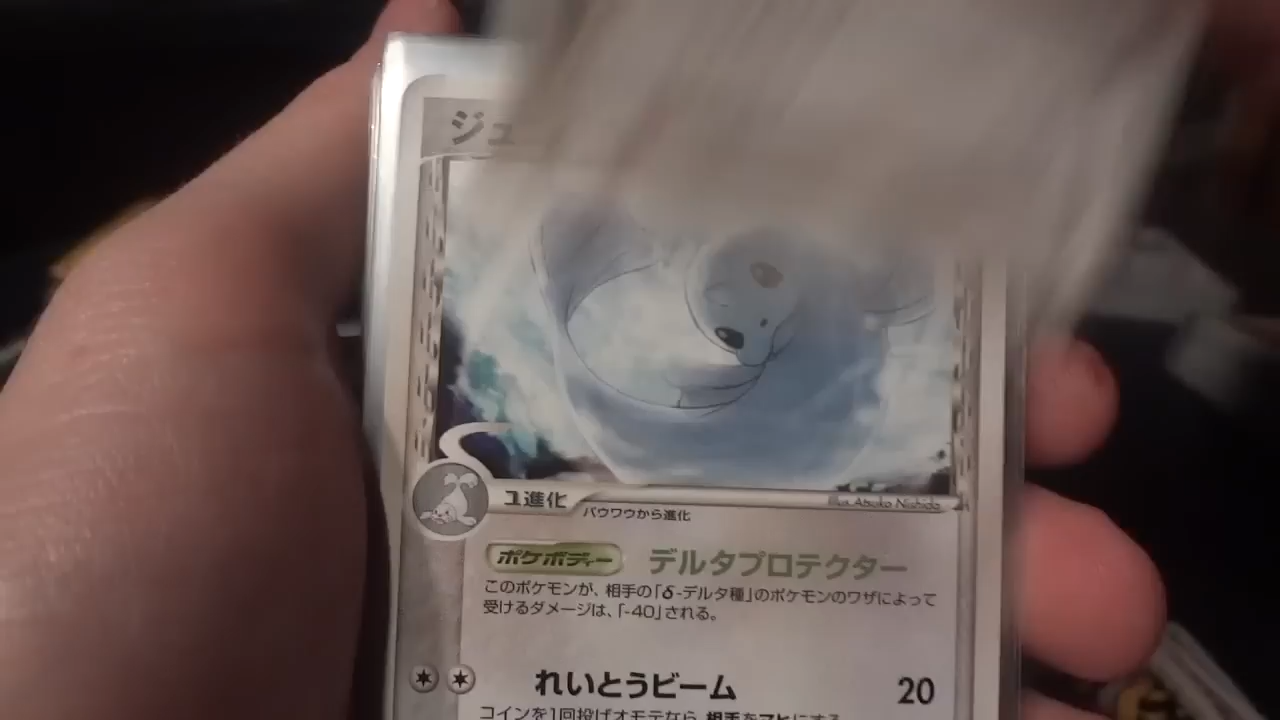 ジュ
1進化
パウワウから進化
Illus. Atsuko Nishida
ポケボディー デルタプロテクター
このポケモンが、相手の「δ-デルタ種」のポケモンのワザによって
受けるダメージは、「-40」される。
れいとうビーム 20
コインを1回投げオモテなら、相手をマヒにする。